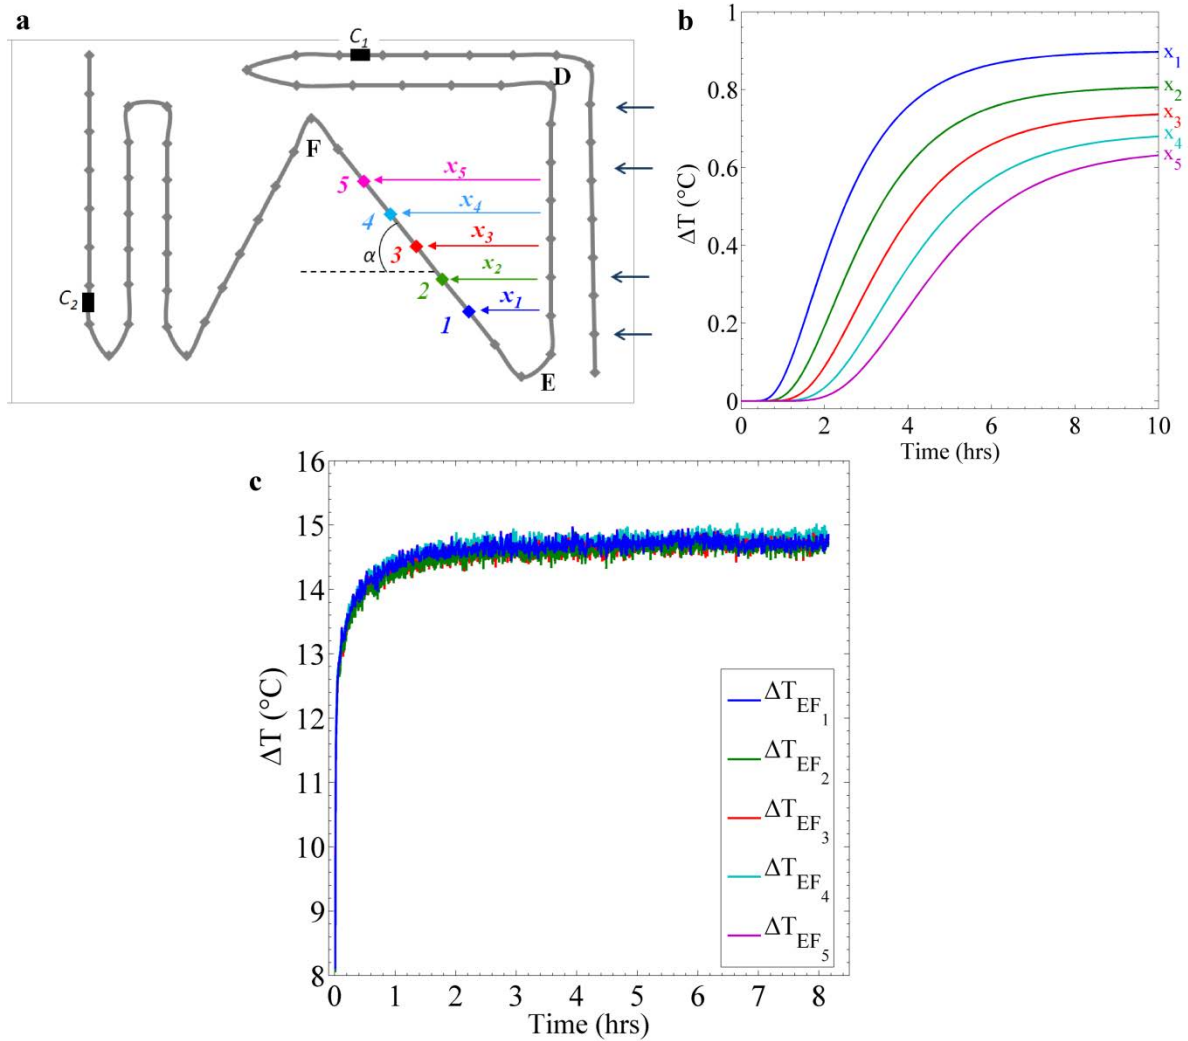 a
C1
D
F
x5
5
x4
4
α
3
x3
x2
2
x1
1
E
C2
b
1
0.8
0.6
0.4
0.2
0
ΔT (°C)
x1
x2
x3
x4
x5
0 2 4 6 8 10
Time (hrs)
c
16
15
14
13
12
11
10
9
8
ΔT (°C)
ΔTEF1
ΔTEF2
ΔTEF3
ΔTEF4
ΔTEF5
0 1 2 3 4 5 6 7 8
Time (hrs)